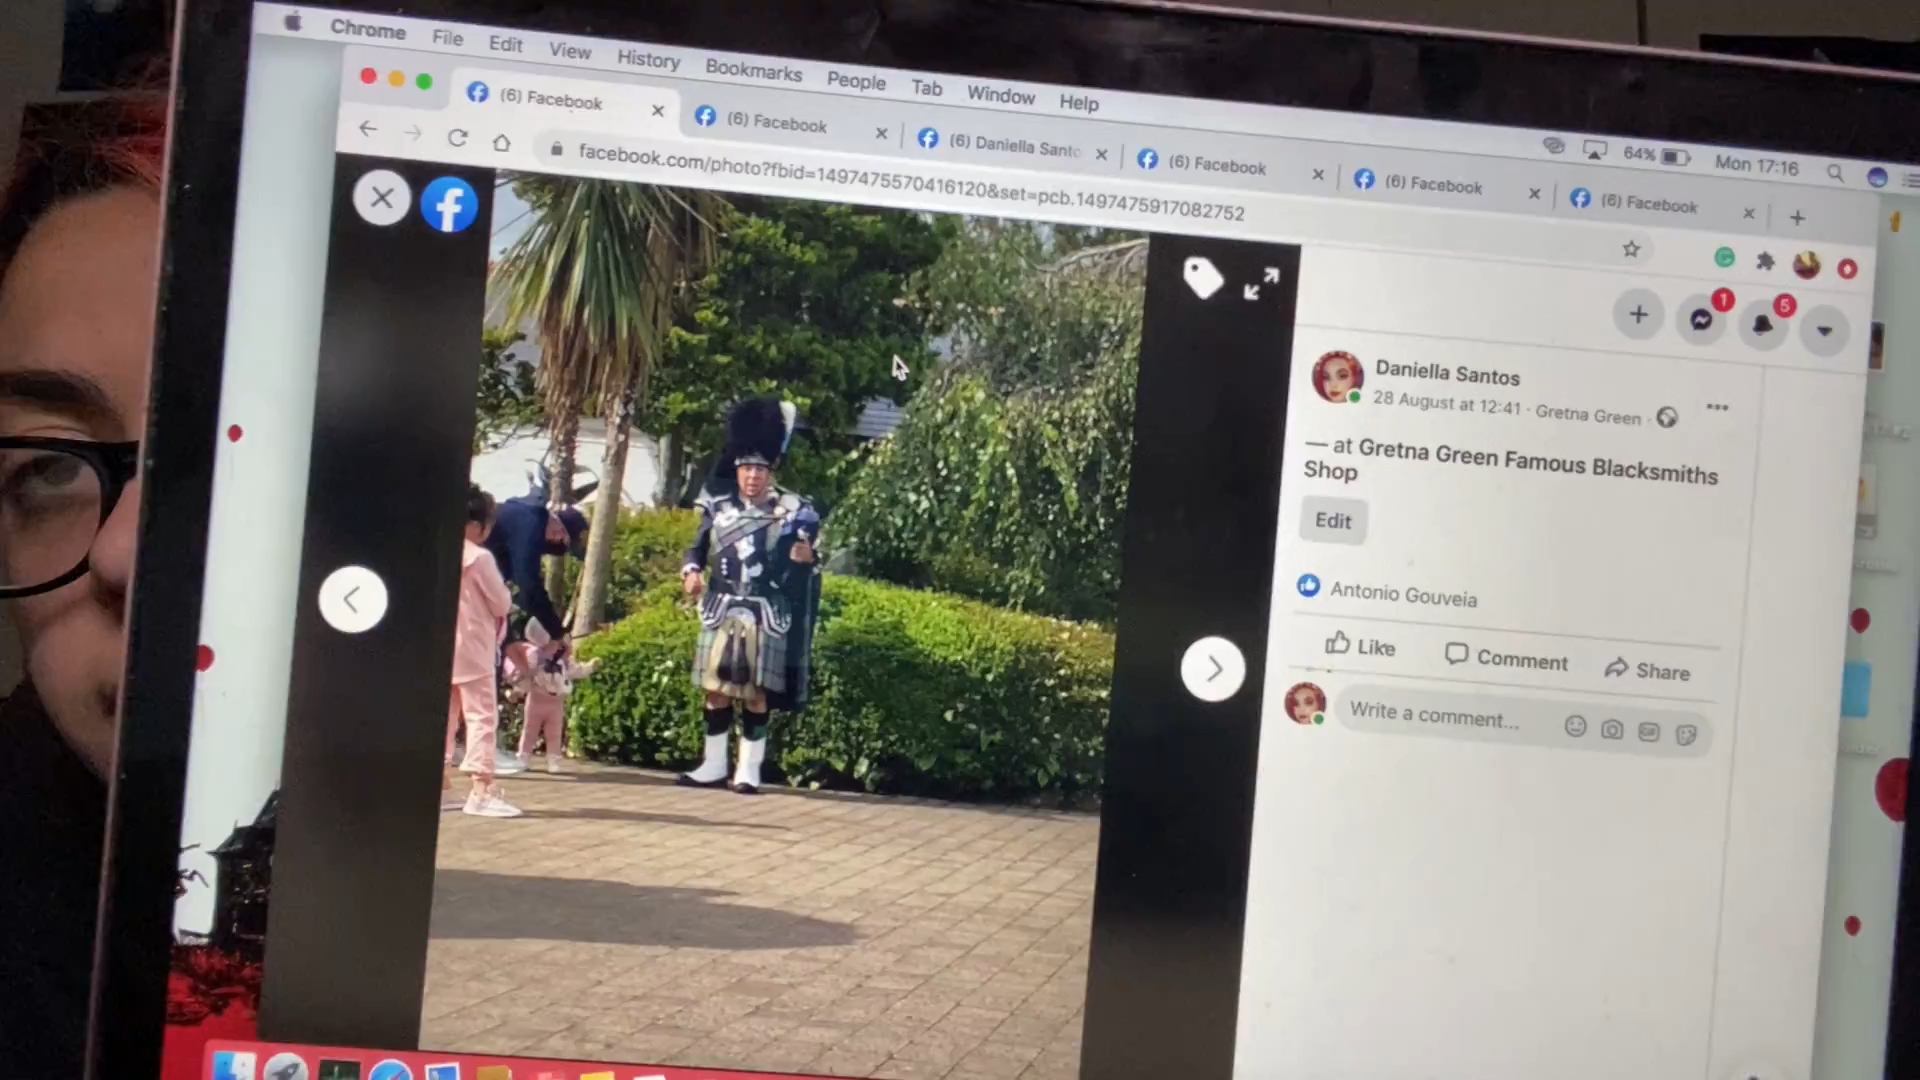 Chrome File Edit View History Bookmarks People Tab Window Help
64% Mon 17:16
(6) Facebook
(6) Facebook
(6) Daniella Santo
(6) Facebook
(6) Facebook
(6) Facebook
facebook.com/photo?fbid=1497475570416120&set=pcb.1497475917082752
1
5
Daniella Santos
28 August at 12:41 · Gretna Green ·
— at Gretna Green Famous Blacksmiths
Shop
Edit
Antonio Gouveia
Like Comment Share
Write a comment...
GIF